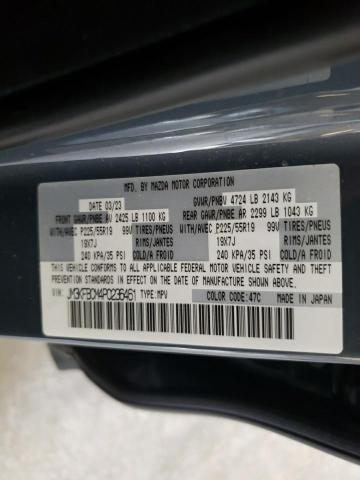 MFD. BY MAZDA MOTOR CORPORATION
DATE 03/23 GVWR/PNBV 4724 LB 2143 KG
FRONT GAWR/PNBE AV 2425 LB 1100 KG REAR GAWR/PNBE AR 2299 LB 1043 KG
WITH/AVEC P225/55R19 99V TIRES/PNEUS WITH/AVEC P225/55R19 99V TIRES/PNEUS
19X7J RIMS/JANTES 19X7J RIMS/JANTES
240 KPA/35 PSI COLD/A FROID 240 KPA/35 PSI COLD/A FROID
THIS VEHICLE CONFORMS TO ALL APPLICABLE FEDERAL MOTOR VEHICLE SAFETY, BUMPER, AND THEFT
PREVENTION STANDARDS IN EFFECT ON THE DATE OF MANUFACTURE SHOWN ABOVE.
VIN: TYPE:MPV COLOR CODE:47C MADE IN JAPAN